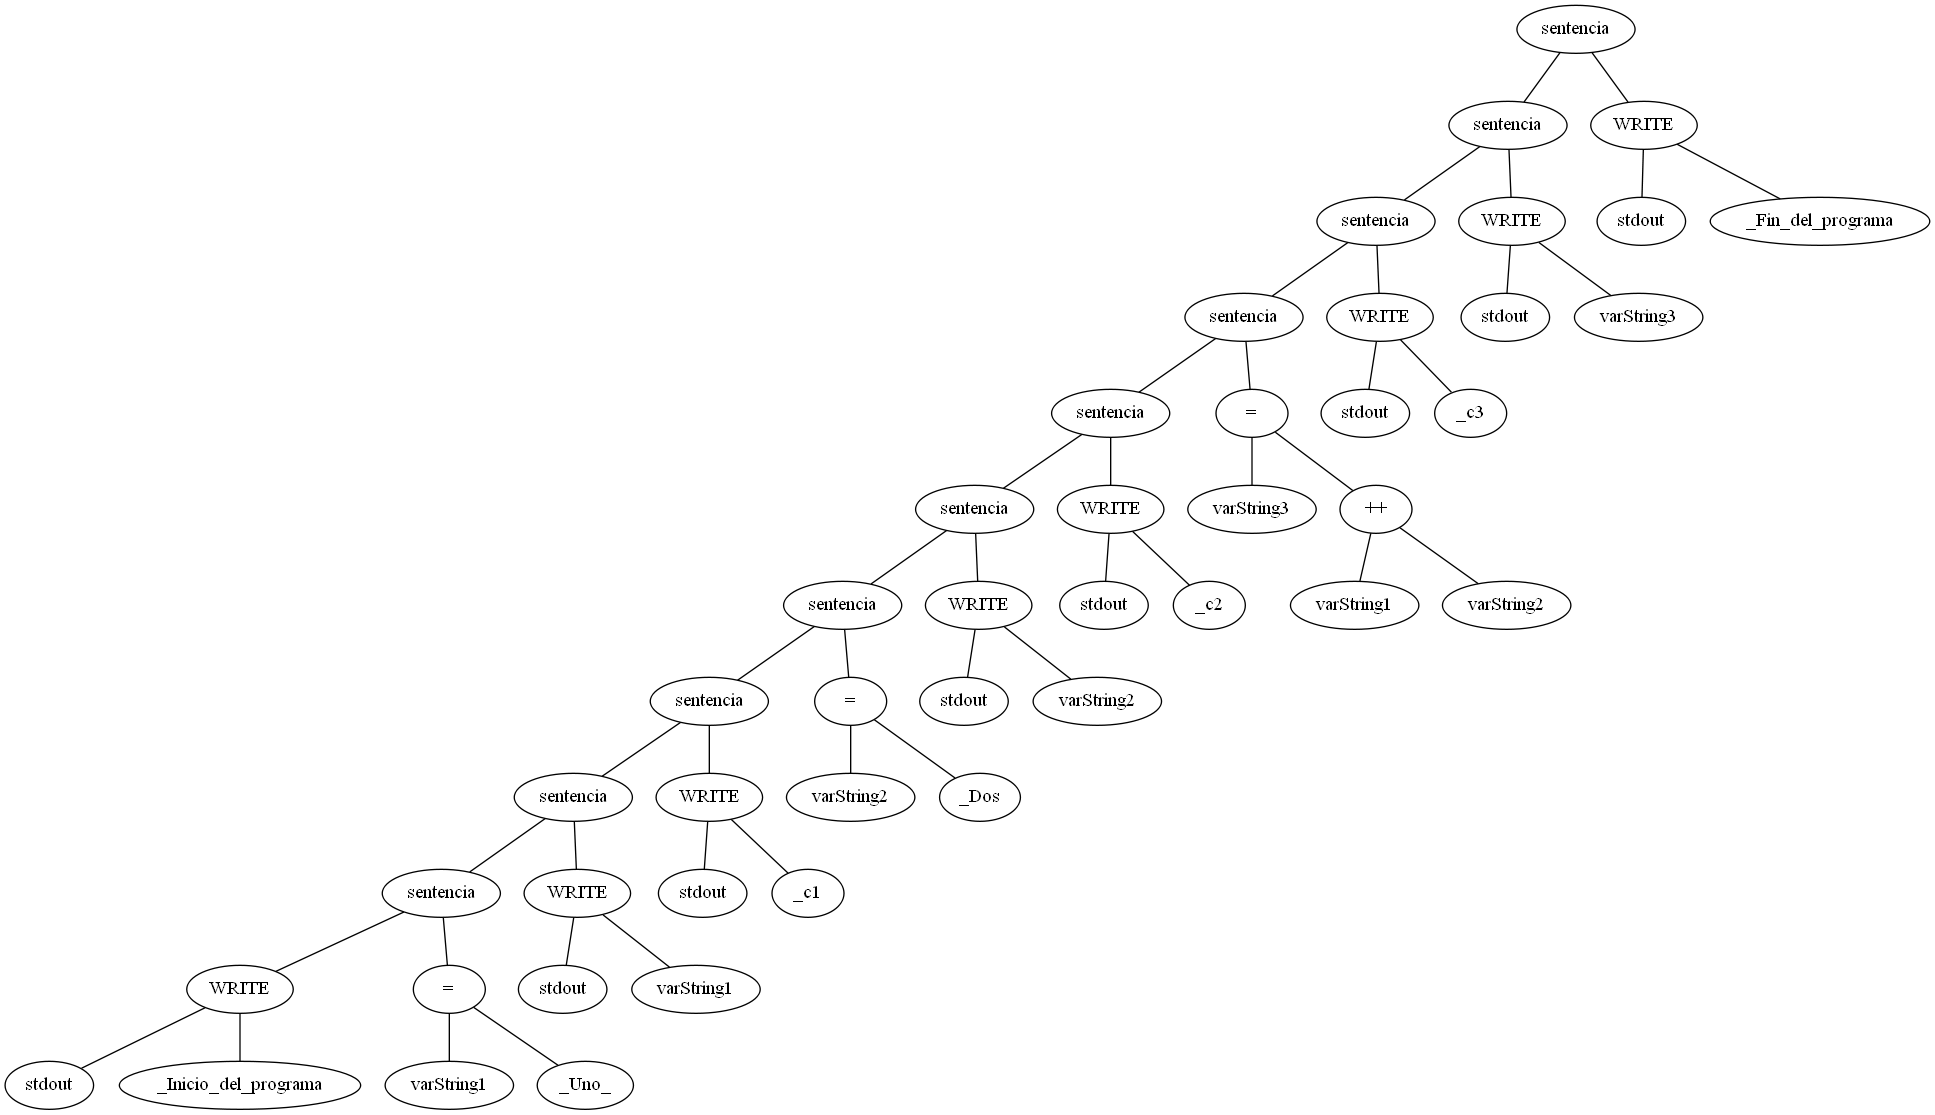 sentencia
sentencia WRITE
sentencia WRITE stdout _Fin_del_programa
sentencia WRITE stdout varString3
sentencia = stdout _c3
sentencia WRITE varString3 ++
sentencia WRITE stdout _c2 varString1 varString2
sentencia = stdout varString2
sentencia WRITE varString2 _Dos
sentencia WRITE stdout _c1
WRITE = stdout varString1
stdout _Inicio_del_programa varString1 _Uno_